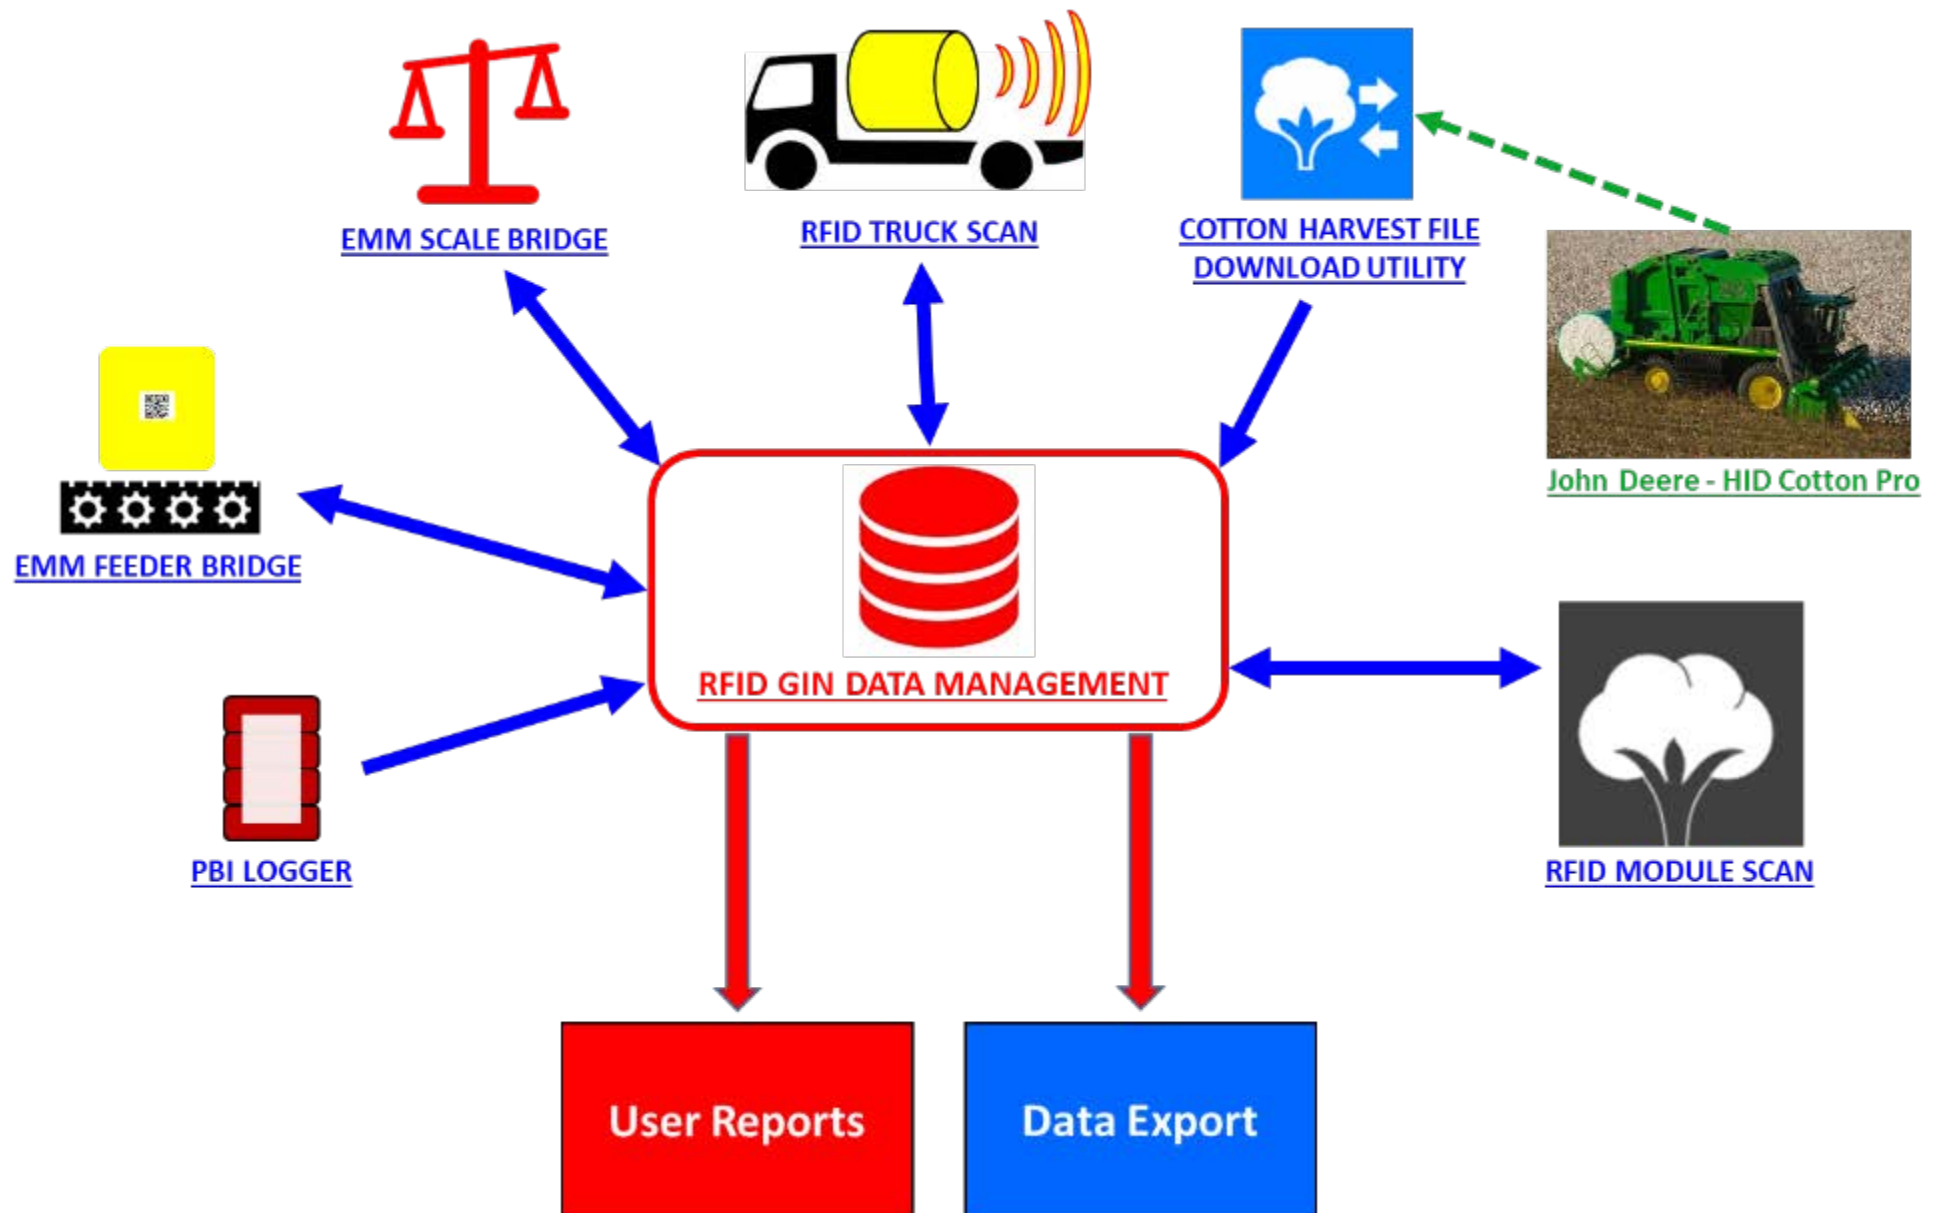 EMM SCALE BRIDGE
RFID TRUCK SCAN
COTTON HARVEST FILE
DOWNLOAD UTILITY
John Deere - HID Cotton Pro
EMM FEEDER BRIDGE
RFID GIN DATA MANAGEMENT
PBI LOGGER
RFID MODULE SCAN
User Reports
Data Export